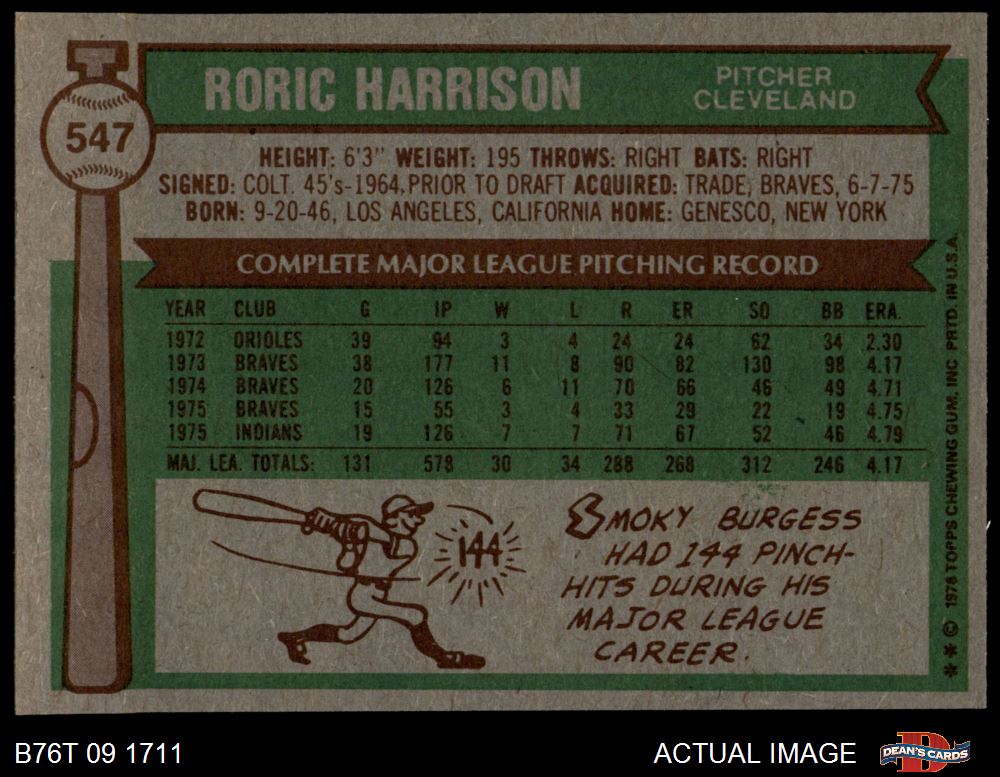 547
RORIC HARRISON
PITCHER
CLEVELAND
HEIGHT: 6'3" WEIGHT: 195 THROWS: RIGHT BATS: RIGHT
SIGNED: COLT. 45's-1964, PRIOR TO DRAFT ACQUIRED: TRADE, BRAVES, 6-7-75
BORN: 9-20-46, LOS ANGELES, CALIFORNIA HOME: GENESCO, NEW YORK
COMPLETE MAJOR LEAGUE PITCHING RECORD
YEAR CLUB G IP W L R ER SO BB ERA.
1972 ORIOLES 39 94 3 4 24 24 62 34 2.30
1973 BRAVES 38 177 11 8 90 82 130 98 4.17
1974 BRAVES 20 126 6 11 70 66 46 49 4.71
1975 BRAVES 15 55 3 4 33 29 22 19 4.75
1975 INDIANS 19 126 7 7 71 67 52 46 4.79
MAJ. LEA. TOTALS: 131 578 30 34 288 268 312 246 4.17
144
SMOKY BURGESS
HAD 144 PINCH-
HITS DURING HIS
MAJOR LEAGUE
CAREER.
** © 1976 TOPPS CHEWING GUM, INC PRTD. IN U.S.A.
B76T 09 1711
ACTUAL IMAGE
DEAN'S CARDS